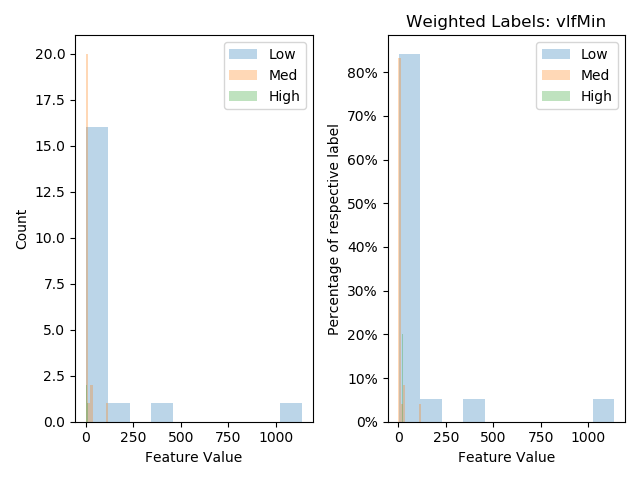 Weighted Labels: vlfMin
20.0
17.5
15.0
12.5
10.0
7.5
5.0
2.5
0.0
Count
0
250
500
750
1000
Feature Value
Low
Med
High
80%
70%
60%
50%
40%
30%
20%
10%
0%
Percentage of respective label
0
250
500
750
1000
Feature Value
Low
Med
High